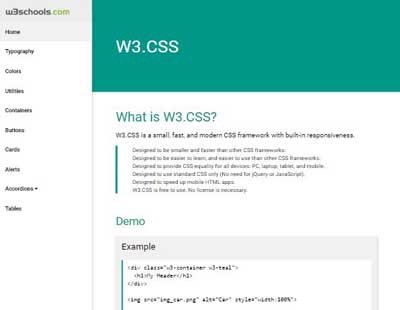 w3schools.com
Home
Typography
Colors
Utilities
Containers
Buttons
Cards
Alerts
Accordions
Tables
W3.CSS
What is W3.CSS?
W3.CSS is a small, fast, and modern CSS framework with built-in responsiveness.
Designed to be smaller and faster than other CSS frameworks.
Designed to be easier to learn, and easier to use than other CSS frameworks.
Designed to provide CSS equality for all devices: PC, laptop, tablet, and mobile.
Designed to use standard CSS only (No need for jQuery or JavaScript).
Designed to speed up mobile HTML apps.
W3.CSS is free to use. No license is necessary.
Demo
Example
<div class="w3-container w3-teal">
<h1>My Header</h1>
</div>
<img src="img_car.png" alt="Car" style="width:100%">